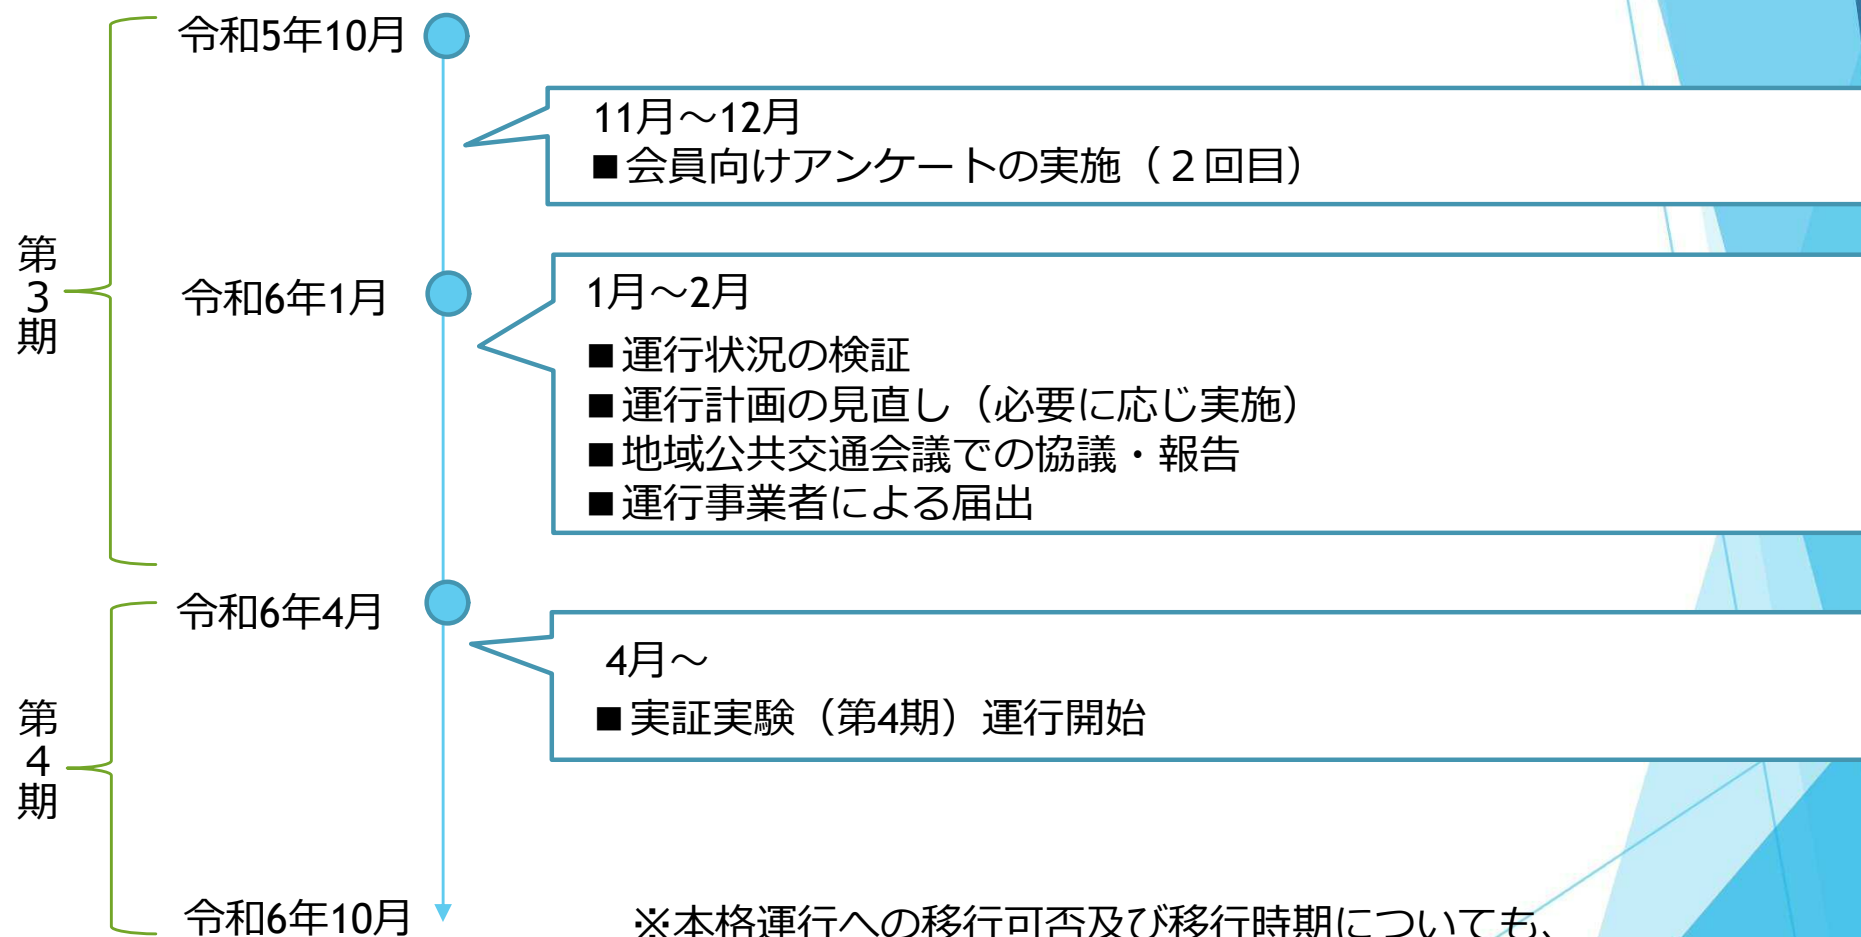 令和5年10月
11月～12月
■会員向けアンケートの実施（２回目）
第３期
令和6年1月
1月～2月
■運行状況の検証
■運行計画の見直し（必要に応じ実施）
■地域公共交通会議での協議・報告
■運行事業者による届出
令和6年4月
4月～
■実証実験（第4期）運行開始
第４期
令和6年10月
※本格運行への移行可否及び移行時期についても、